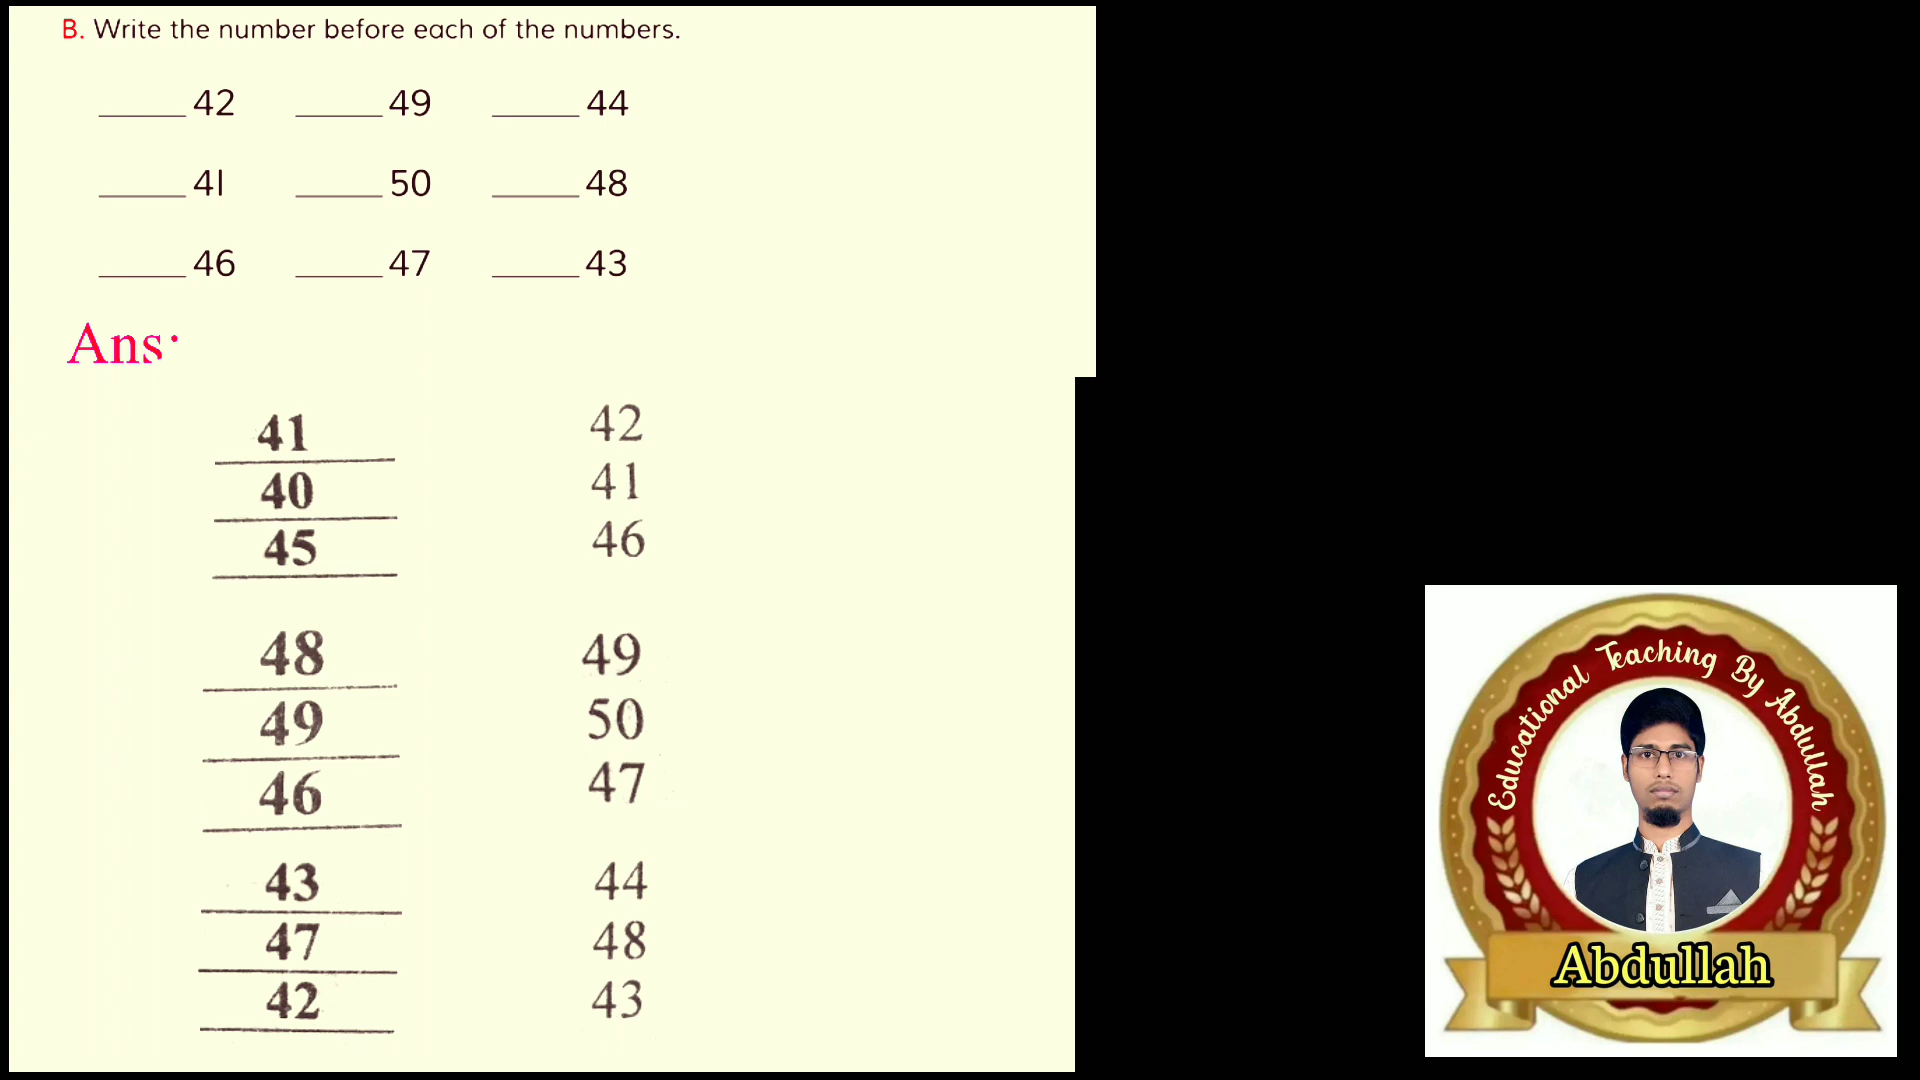 B. Write the number before each of the numbers.
_____ 42 _____ 49 _____ 44
_____ 41 _____ 50 _____ 48
_____ 46 _____ 47 _____ 43
Ans·
41 42
40 41
45 46
48 49
49 50
46 47
43 44
47 48
42 43
Educational Teaching By Abdullah
Abdullah